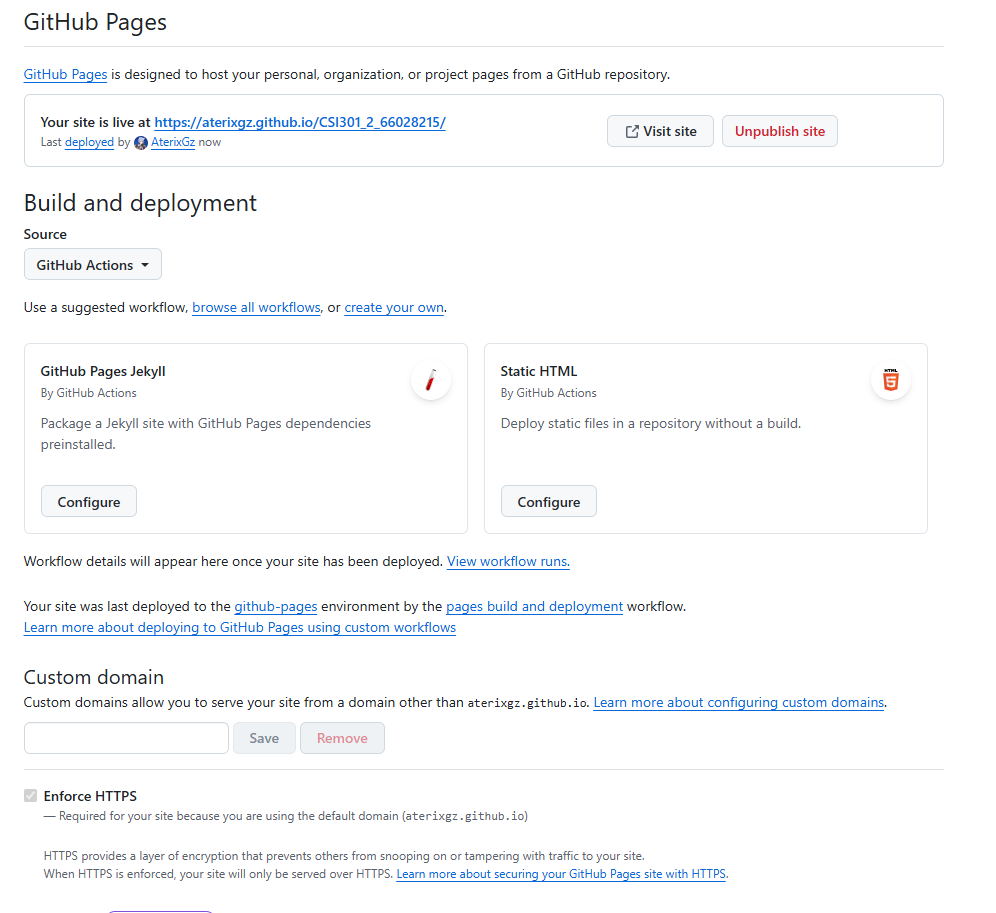 GitHub Pages
GitHub Pages is designed to host your personal, organization, or project pages from a GitHub repository.
Your site is live at https://aterixgz.github.io/CSI301_2_66028215/
Last deployed by AterixGz now
Visit site
Unpublish site
Build and deployment
Source
GitHub Actions
Use a suggested workflow, browse all workflows, or create your own.
GitHub Pages Jekyll
By GitHub Actions
Package a Jekyll site with GitHub Pages dependencies
preinstalled.
Configure
Static HTML
By GitHub Actions
Deploy static files in a repository without a build.
Configure
HTML
5
Workflow details will appear here once your site has been deployed. View workflow runs.
Your site was last deployed to the github-pages environment by the pages build and deployment workflow.
Learn more about deploying to GitHub Pages using custom workflows
Custom domain
Custom domains allow you to serve your site from a domain other than aterixgz.github.io. Learn more about configuring custom domains.
Save
Remove
Enforce HTTPS
— Required for your site because you are using the default domain (aterixgz.github.io)
HTTPS provides a layer of encryption that prevents others from snooping on or tampering with traffic to your site.
When HTTPS is enforced, your site will only be served over HTTPS. Learn more about securing your GitHub Pages site with HTTPS.